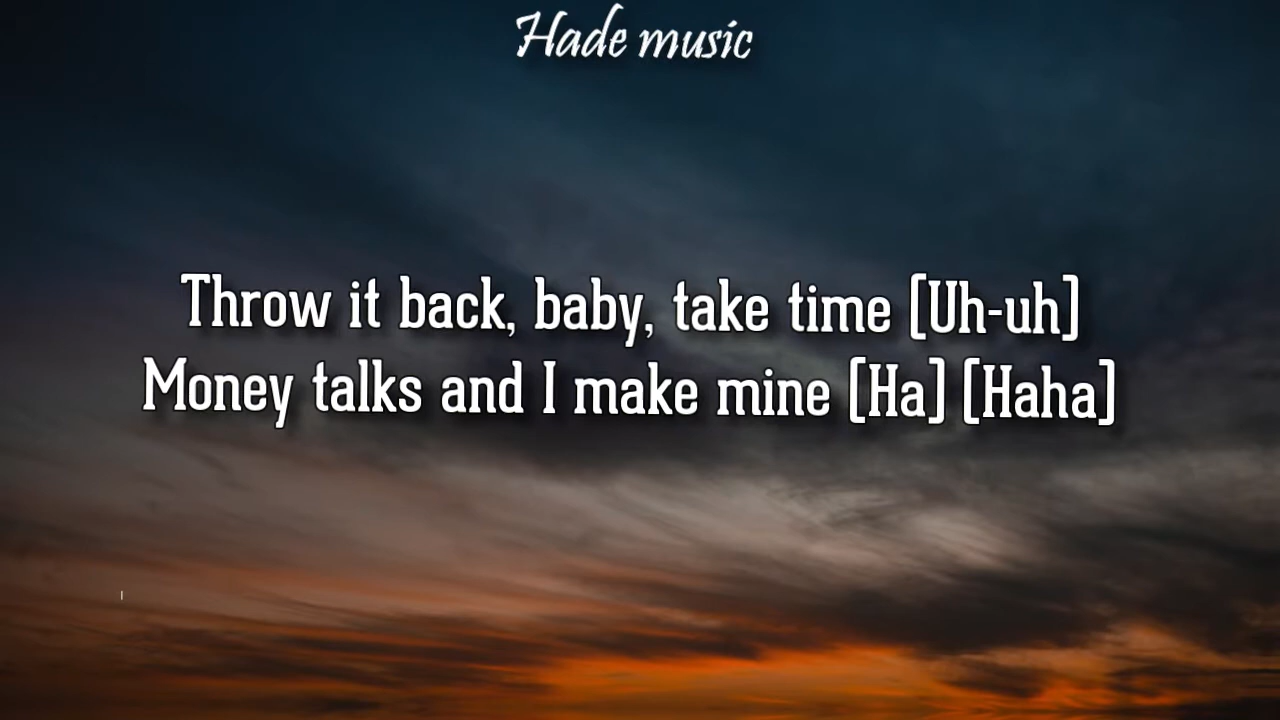 Hade music
Throw it back, baby, take time [Uh-uh]
Money talks and I make mine [Ha] [Haha]